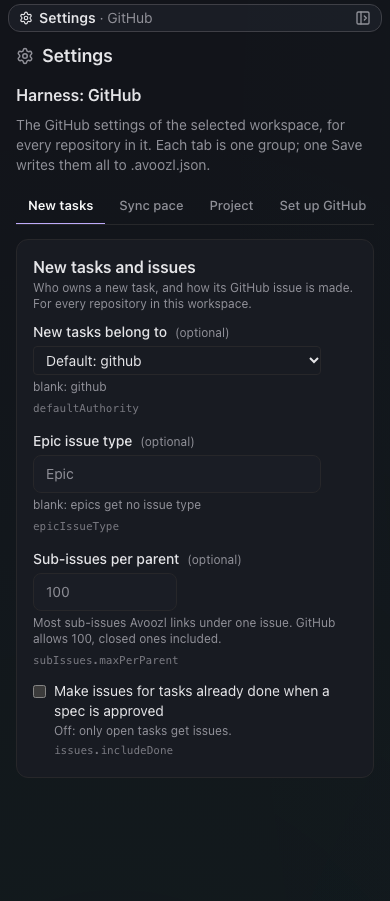 Settings · GitHub
Settings
Harness: GitHub
The GitHub settings of the selected workspace, for
every repository in it. Each tab is one group; one Save
writes them all to .avoozl.json.
New tasks Sync pace Project Set up GitHub
New tasks and issues
Who owns a new task, and how its GitHub issue is made.
For every repository in this workspace.
New tasks belong to (optional)
Default: github
blank: github
defaultAuthority
Epic issue type (optional)
Epic
blank: epics get no issue type
epicIssueType
Sub-issues per parent (optional)
100
Most sub-issues Avoozl links under one issue. GitHub
allows 100, closed ones included.
subIssues.maxPerParent
Make issues for tasks already done when a
spec is approved
Off: only open tasks get issues.
issues.includeDone